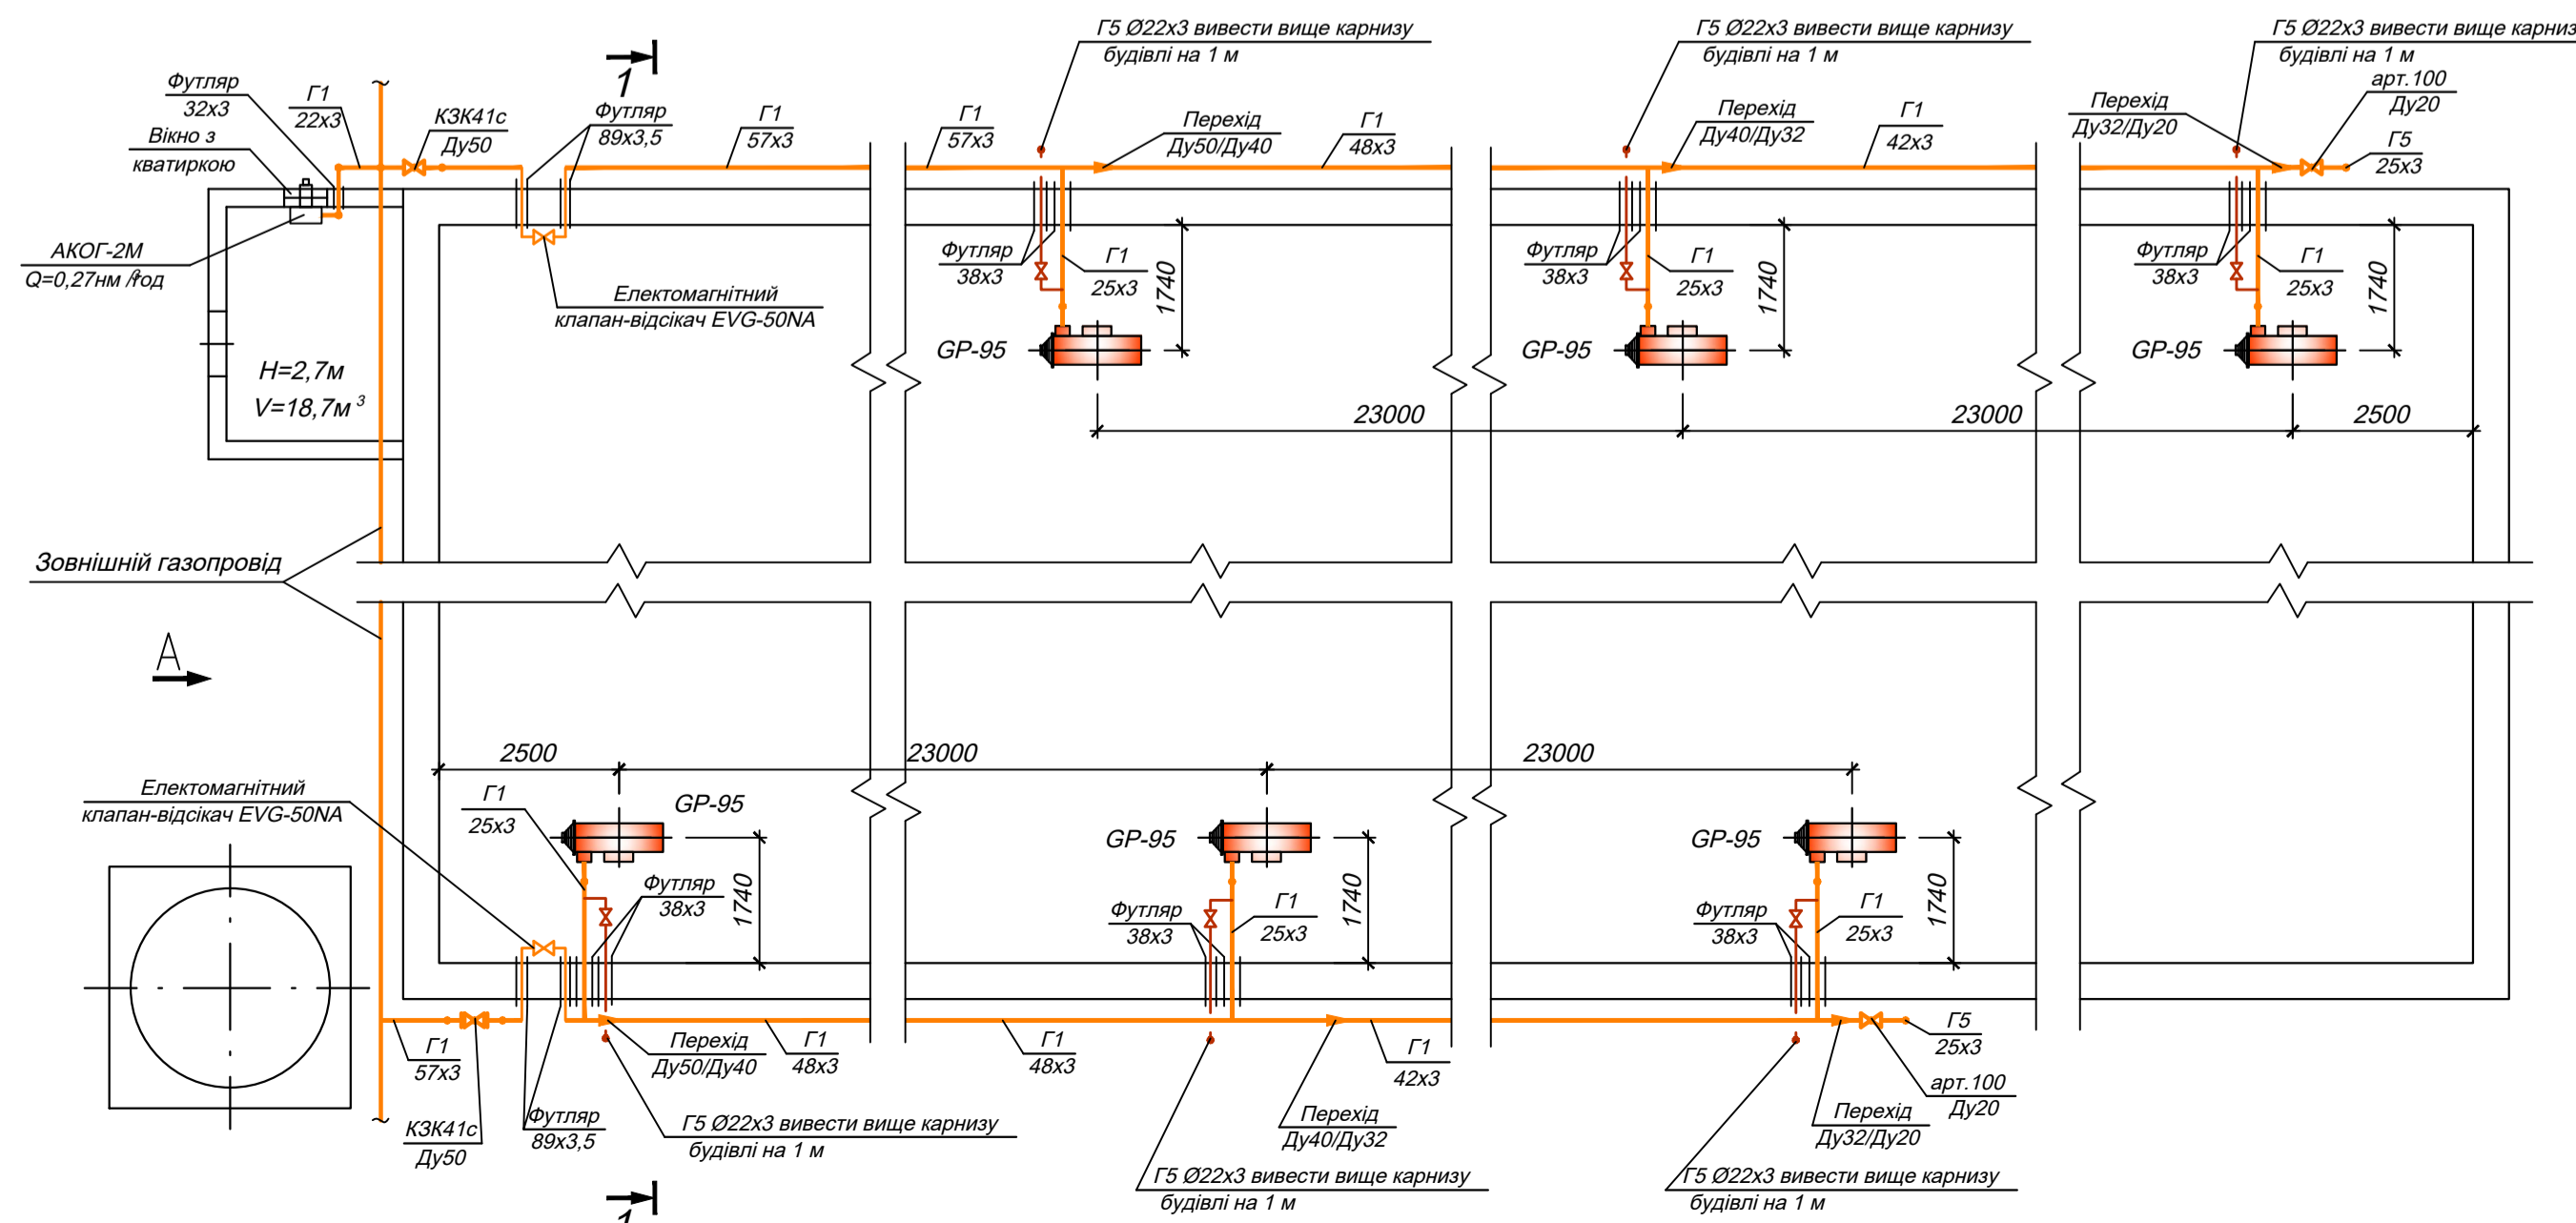 Г5 Ø22х3 вивести вище карнизу
будівлі на 1 м
Г5 Ø22х3 вивести вище карнизу
будівлі на 1 м
Г5 Ø22х3 вивести вище
будівлі на 1 м
Футляр
32х3
Г1
22х3
Вікно з
кватиркою
КЗК41с
Ду50
1
Футляр
89х3,5
Г1
57х3
Г1
57х3
Перехід
Ду50/Ду40
Г1
48х3
Перехід
Ду40/Ду32
Г1
42х3
Перехід
Ду32/Ду20
арт.100
Ду20
Г5
25х3
АКОГ-2М
Q=0,27нм /год
Електомагнітний
клапан-відсікач EVG-50NA
Футляр
38х3
Г1
25х3
1740
Футляр
38х3
Г1
25х3
1740
Футляр
38х3
Г1
25х3
1740
GP-95
GP-95
GP-95
Н=2,7м
V=18,7м 3
23000
23000
2500
Зовнішній газопровід
А
2500
23000
23000
Електомагнітний
клапан-відсікач EVG-50NA
Г1
25х3
GP-95
GP-95
GP-95
Футляр
38х3
1740
Футляр
38х3
Г1
25х3
1740
Футляр
38х3
Г1
25х3
1740
Г1
57х3
КЗК41с
Ду50
Футляр
89х3,5
Перехід
Ду50/Ду40
Г1
48х3
Г1
48х3
Г1
42х3
Г5
25х3
арт.100
Ду20
Перехід
Ду40/Ду32
Перехід
Ду32/Ду20
Г5 Ø22х3 вивести вище карнизу
будівлі на 1 м
Г5 Ø22х3 вивести вище карнизу
будівлі на 1 м
Г5 Ø22х3 вивести вище карнизу
будівлі на 1 м
1